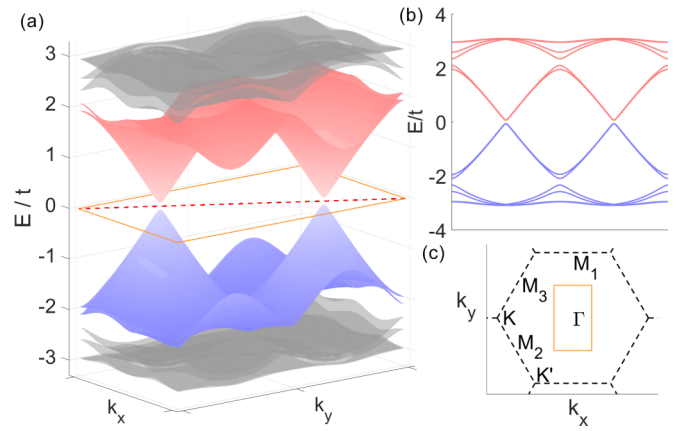 (a)
3
2
1
0
-1
-2
-3
E / t
k_x
k_y
(b)
4
2
0
-2
-4
E/t
(c)
M_1
M_3
K
Γ
M_2
K'
k_y
k_x